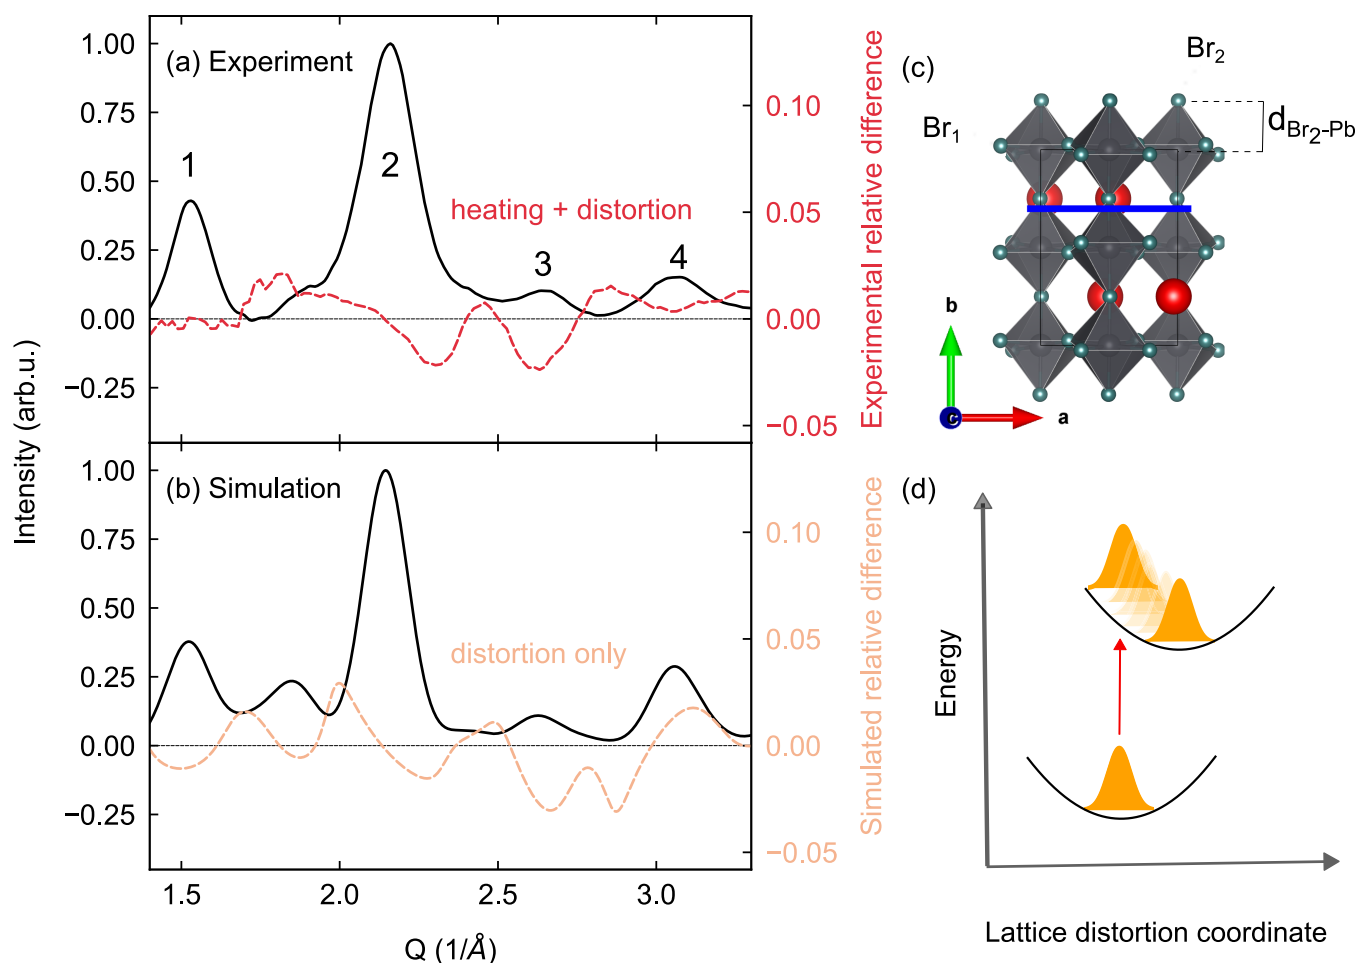 (a) Experiment
1
2
3
4
heating + distortion
1.00
0.75
0.50
0.25
0.00
−0.25
0.10
0.05
0.00
−0.05
Experimental relative difference
Intensity (arb.u.)
(b) Simulation
distortion only
1.00
0.75
0.50
0.25
0.00
−0.25
0.10
0.05
0.00
−0.05
Simulated relative difference
1.5
2.0
2.5
3.0
Q (1/Å)
(c)
Br2
Br1
dBr2-Pb
b
c
a
(d)
Energy
Lattice distortion coordinate